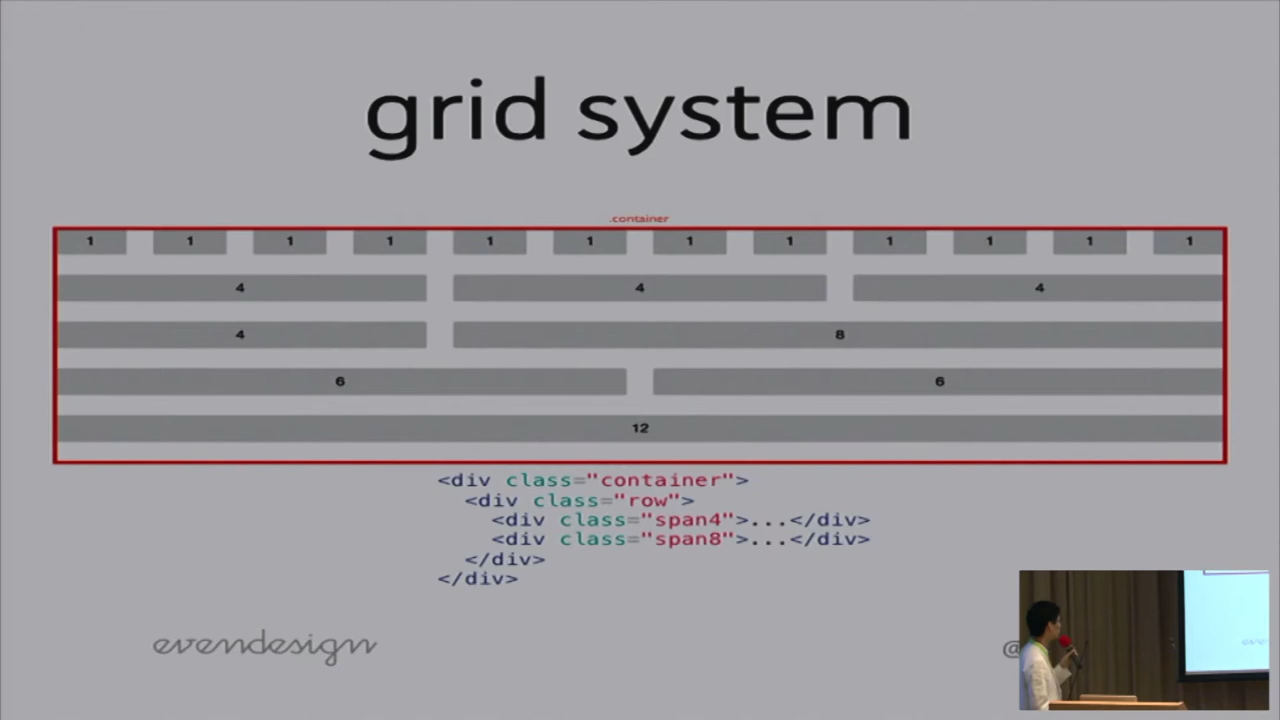 grid system
.container
1 1 1 1 1 1 1 1 1 1 1 1
4 4 4
4 8
6 6
12
<div class="container">
<div class="row">
<div class="span4">...</div>
<div class="span8">...</div>
</div>
</div>
evendesign
@